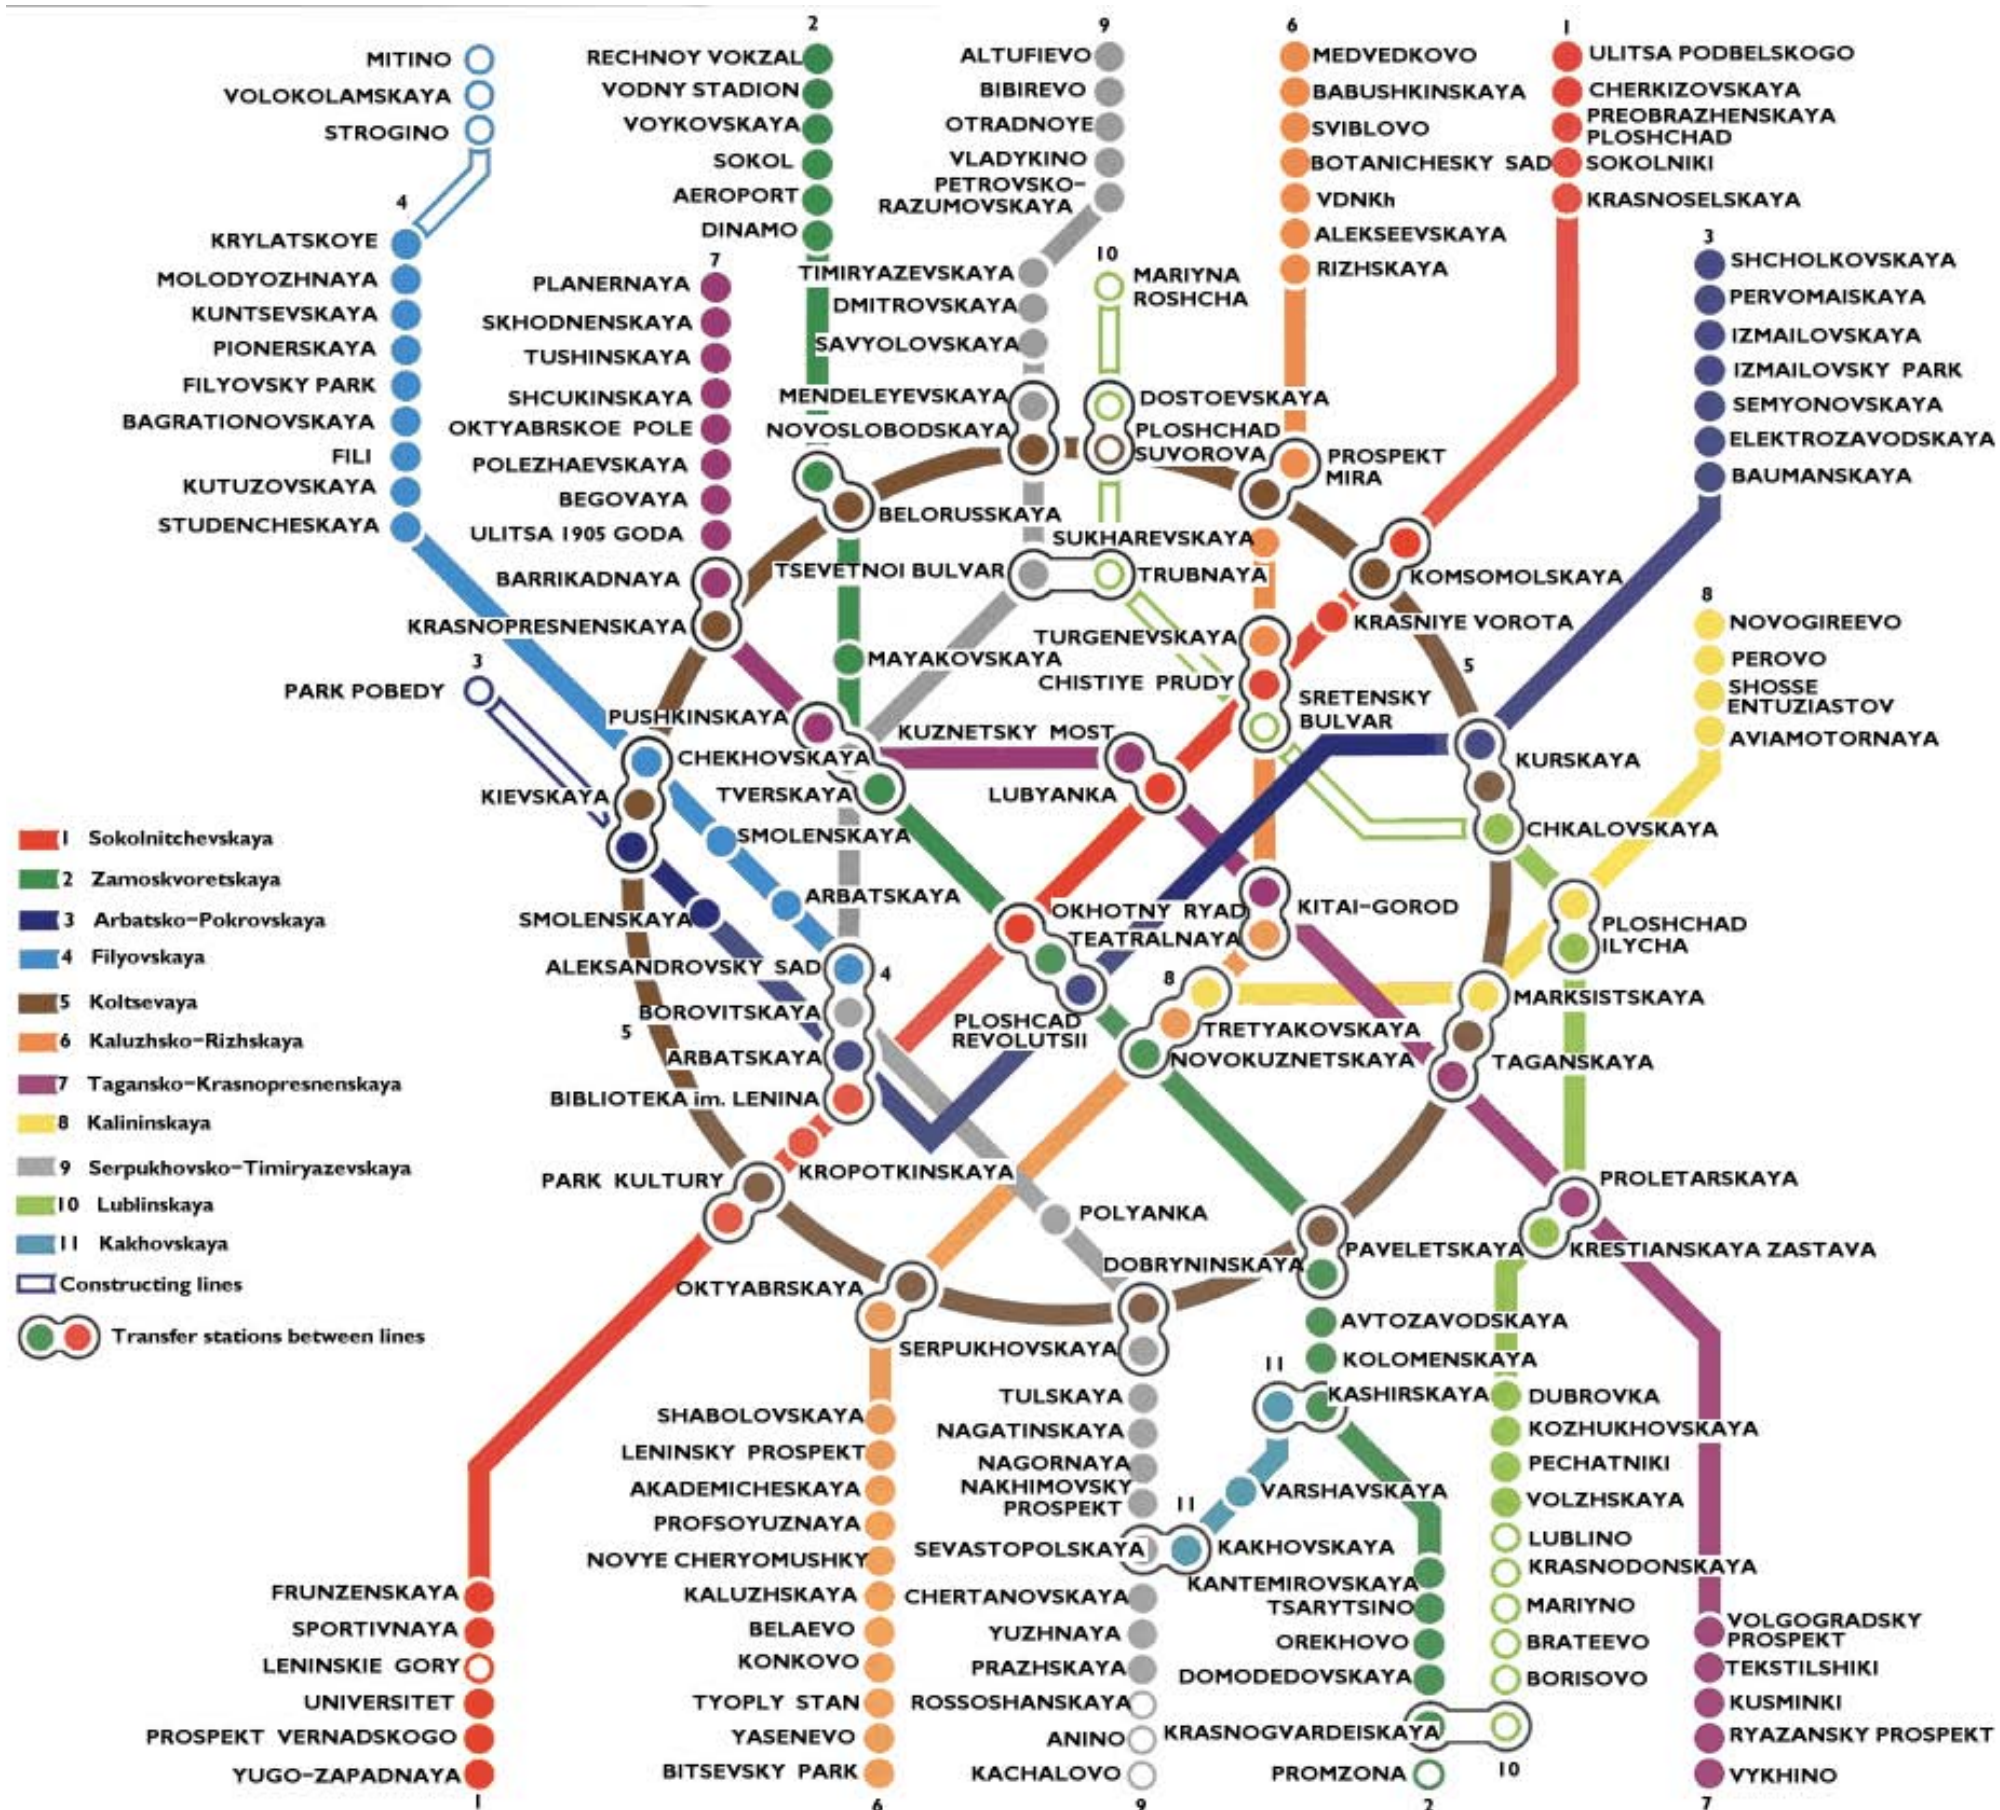 2
9
6
1
MITINO
VOLOKOLAMSKAYA
STROGINO
4
KRYLATSKOYE
MOLODYOZHNAYA
KUNTSEVSKAYA
PIONERSKAYA
FILYOVSKY PARK
BAGRATIONOVSKAYA
FILI
KUTUZOVSKAYA
STUDENCHESKAYA
RECHNOY VOKZAL
VODNY STADION
VOYKOVSKAYA
SOKOL
AEROPORT
DINAMO
7
PLANERNAYA
SKHODNENSKAYA
TUSHINSKAYA
SHCUKINSKAYA
OKTYABRSKOE POLE
POLEZHAEVSKAYA
BEGOVAYA
ULITSA 1905 GODA
BARRIKADNAYA
KRASNOPRESNENSKAYA
ALTUFIEVO
BIBIREVO
OTRADNOYE
VLADYKINO
PETROVSKO-
RAZUMOVSKAYA
TIMIRYAZEVSKAYA
DMITROVSKAYA
SAVYOLOVSKAYA
MENDELEYEVSKAYA
NOVOSLOBODSKAYA
10
MARIYNA
ROSHCHA
DOSTOEVSKAYA
PLOSHCHAD
SUVOROVA
MEDVEDKOVO
BABUSHKINSKAYA
SVIBLOVO
BOTANICHESKY SAD
VDNKh
ALEKSEEVSKAYA
RIZHSKAYA
PROSPEKT
MIRA
ULITSA PODBELSKOGO
CHERKIZOVSKAYA
PREOBRAZHENSKAYA
PLOSHCHAD
SOKOLNIKI
KRASNOSELSKAYA
3
SHCHOLKOVSKAYA
PERVOMAISKAYA
IZMAILOVSKAYA
IZMAILOVSKY PARK
SEMYONOVSKAYA
ELEKTROZAVODSKAYA
BAUMANSKAYA
BELORUSSKAYA
SUKHAREVSKAYA
TSEVETNOI BULVAR
TRUBNAYA
KOMSOMOLSKAYA
KRASNIYE VOROTA
TURGENEVSKAYA
MAYAKOVSKAYA
CHISTIYE PRUDY
SRETENSKY
BULVAR
5
8
NOVOGIREEVO
PEROVO
SHOSSE
ENTUZIASTOV
AVIAMOTORNAYA
3
PARK POBEDY
PUSHKINSKAYA
KUZNETSKY MOST
CHEKHOVSKAYA
KURSKAYA
KIEVSKAYA
TVERSKAYA
LUBYANKA
CHKALOVSKAYA
SMOLENSKAYA
ARBATSKAYA
SMOLENSKAYA
OKHOTNY RYAD
KITAI-GOROD
TEATRALNAYA
PLOSHCHAD
ILYCHA
ALEKSANDROVSKY SAD
4
8
MARKSISTSKAYA
BOROVITSKAYA
PLOSHCAD
REVOLUTSII
TRETYAKOVSKAYA
5
ARBATSKAYA
NOVOKUZNETSKAYA
TAGANSKAYA
BIBLIOTEKA im. LENINA
KROPOTKINSKAYA
PARK KULTURY
POLYANKA
PROLETARSKAYA
DOBRYNINSKAYA
PAVELETSKAYA
KRESTIANSKAYA ZASTAVA
OKTYABRSKAYA
SERPUKHOVSKAYA
1 Sokolnitchevskaya
2 Zamoskvoretskaya
3 Arbatsko-Pokrovskaya
4 Filyovskaya
5 Koltsevaya
6 Kaluzhsko-Rizhskaya
7 Tagansko-Krasnopresnenskaya
8 Kalininskaya
9 Serpukhovsko-Timiryazevskaya
10 Lublinskaya
11 Kakhovskaya
Constructing lines
Transfer stations between lines
FRUNZENSKAYA
SPORTIVNAYA
LENINSKIE GORY
UNIVERSITET
PROSPEKT VERNADSKOGO
YUGO-ZAPADNAYA
1
SHABOLOVSKAYA
LENINSKY PROSPEKT
AKADEMICHESKAYA
PROFSOYUZNAYA
NOVYE CHERYOMUSHKY
KALUZHSKAYA
BELAEVO
KONKOVO
TYOPLY STAN
YASENEVO
BITSEVSKY PARK
6
TULSKAYA
NAGATINSKAYA
NAGORNAYA
NAKHIMOVSKY
PROSPEKT
SEVASTOPOLSKAYA
CHERTANOVSKAYA
YUZHNAYA
PRAZHSKAYA
ROSSOSHANSKAYA
ANINO
KACHALOVO
9
AVTOZAVODSKAYA
KOLOMENSKAYA
11
KASHIRSKAYA
VARSHAVSKAYA
11
KAKHOVSKAYA
KANTEMIROVSKAYA
TSARYTSINO
OREKHOVO
DOMODEDOVSKAYA
KRASNOGVARDEISKAYA
PROMZONA
2
DUBROVKA
KOZHUKHOVSKAYA
PECHATNIKI
VOLZHSKAYA
LUBLINO
KRASNODONSKAYA
MARIYNO
BRATEEVO
BORISOVO
10
VOLGOGRADSKY
PROSPEKT
TEKSTILSHIKI
KUSMINKI
RYAZANSKY PROSPEKT
VYKHINO
7